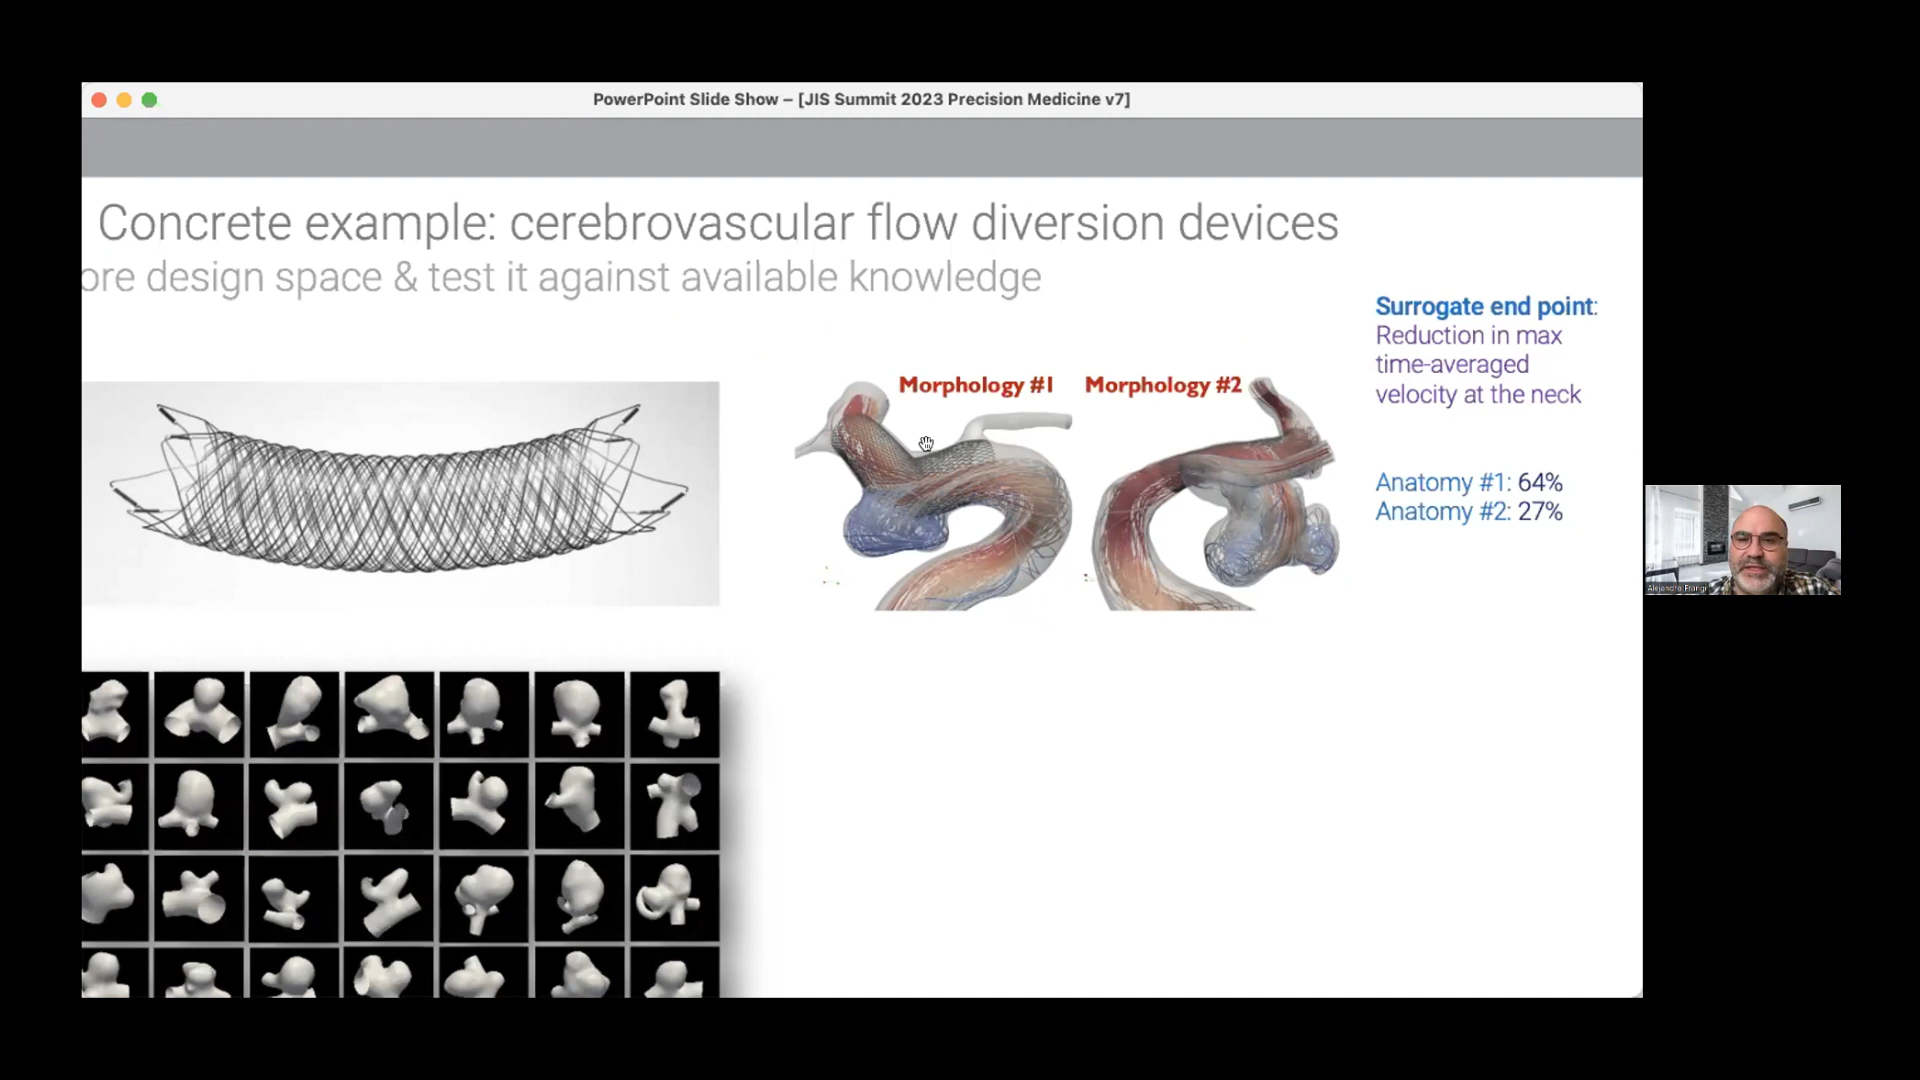 PowerPoint Slide Show – [JIS Summit 2023 Precision Medicine v7]
Concrete example: cerebrovascular flow diversion devices
ore design space & test it against available knowledge
Surrogate end point:
Reduction in max
time-averaged
velocity at the neck
Morphology #1
Morphology #2
Anatomy #1: 64%
Anatomy #2: 27%
Alejandro Frangi